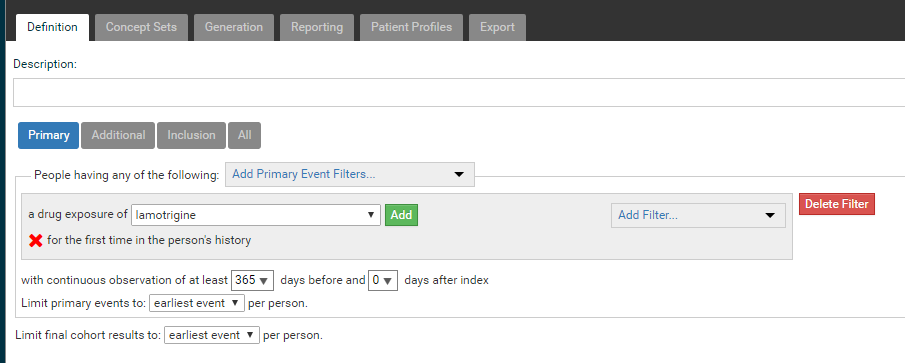 Definition Concept Sets Generation Reporting Patient Profiles Export
Description:
Primary Additional Inclusion All
People having any of the following: Add Primary Event Filters...
a drug exposure of lamotrigine Add Add Filter... Delete Filter
for the first time in the person's history
with continuous observation of at least 365 days before and 0 days after index
Limit primary events to: earliest event per person.
Limit final cohort results to: earliest event per person.